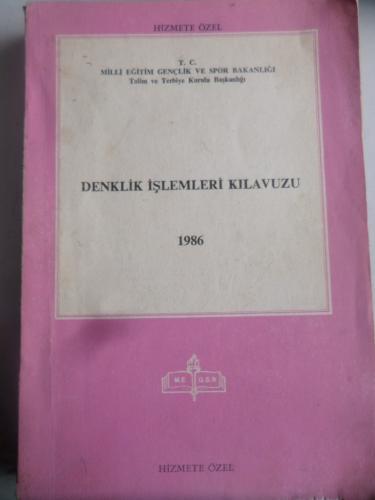 HİZMETE ÖZEL
T. C.
MİLLİ EĞİTİM GENÇLİK VE SPOR BAKANLIĞI
Talim ve Terbiye Kurulu Başkanlığı
DENKLİK İŞLEMLERİ KILAVUZU
1986
M.E. G.S.B
HİZMETE ÖZEL